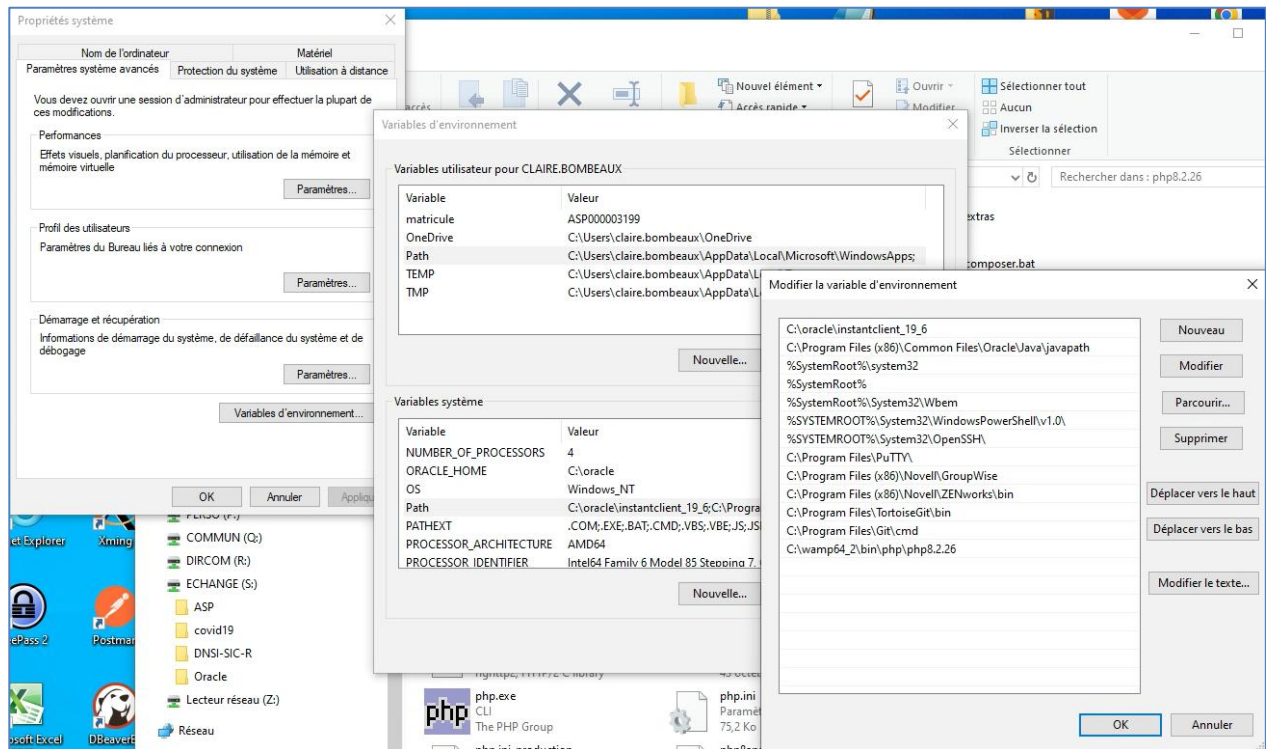 Propriétés système
Nom de l'ordinateur
Matériel
Paramètres système avancés
Protection du système
Utilisation à distance
Vous devez ouvrir une session d'administrateur pour effectuer la plupart de
ces modifications.
Performances
Effets visuels, planification du processeur, utilisation de la mémoire et
mémoire virtuelle
Paramètres...
Profil des utilisateurs
Paramètres du Bureau liés à votre connexion
Paramètres...
Démarrage et récupération
Informations de démarrage du système, de défaillance du système et de
débogage
Paramètres...
Variables d'environnement...
OK
Annuler
Nouvel élément
Accès rapide
Ouvrir
Modifier
Sélectionner tout
Aucun
Inverser la sélection
Sélectionner
Rechercher dans : php8.2.26
extras
composer.bat
Variables d'environnement
Variables utilisateur pour CLAIRE.BOMBEAUX
Variable Valeur
matricule ASP000003199
OneDrive C:\Users\claire.bombeaux\OneDrive
Path C:\Users\claire.bombeaux\AppData\Local\Microsoft\WindowsApps;
TEMP C:\Users\claire.bombeaux\AppData\L
TMP C:\Users\claire.bombeaux\AppData\L
Nouvelle...
Variables système
Variable Valeur
NUMBER_OF_PROCESSORS 4
ORACLE_HOME C:\oracle
OS Windows_NT
Path C:\oracle\instantclient_19_6;C:\Progra
PATHEXT .COM;.EXE;.BAT;.CMD;.VBS;.VBE;.JS;.JS
PROCESSOR_ARCHITECTURE AMD64
PROCESSOR_IDENTIFIER Intel64 Family 6 Model 85 Stepping 7,
Nouvelle...
Modifier la variable d'environnement
C:\oracle\instantclient_19_6
C:\Program Files (x86)\Common Files\Oracle\Java\javapath
%SystemRoot%\system32
%SystemRoot%
%SystemRoot%\System32\Wbem
%SYSTEMROOT%\System32\WindowsPowerShell\v1.0\
%SYSTEMROOT%\System32\OpenSSH\
C:\Program Files\PuTTY\
C:\Program Files (x86)\Novell\GroupWise
C:\Program Files (x86)\Novell\ZENworks\bin
C:\Program Files\TortoiseGit\bin
C:\Program Files\Git\cmd
C:\wamp64_2\bin\php\php8.2.26
Nouveau
Modifier
Parcourir...
Supprimer
Déplacer vers le haut
Déplacer vers le bas
Modifier le texte...
OK
Annuler
et Explorer
Xming
ePass 2
Postman
osoft Excel
DBeaver
COMMUN (Q:)
DIRCOM (R:)
ECHANGE (S:)
ASP
covid19
DNSI-SIC-R
Oracle
Lecteur réseau (Z:)
Réseau
php
php.exe
CLI
The PHP Group
php.ini
Paramèt
75,2 Ko